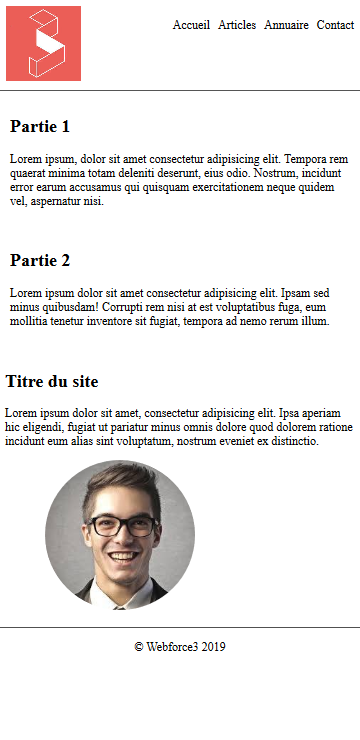 Accueil Articles Annuaire Contact
Partie 1
Lorem ipsum, dolor sit amet consectetur adipisicing elit. Tempora rem
quaerat minima totam deleniti deserunt, eius odio. Nostrum, incidunt
error earum accusamus qui quisquam exercitationem neque quidem
vel, aspernatur nisi.
Partie 2
Lorem ipsum dolor sit amet consectetur adipisicing elit. Ipsam sed
minus quibusdam! Corrupti rem nisi at est voluptatibus fuga, eum
mollitia tenetur inventore sit fugiat, tempora ad nemo rerum illum.
Titre du site
Lorem ipsum dolor sit amet, consectetur adipisicing elit. Ipsa aperiam
hic eligendi, fugiat ut pariatur minus omnis dolore quod dolorem ratione
incidunt eum alias sint voluptatum, nostrum eveniet ex distinctio.
© Webforce3 2019